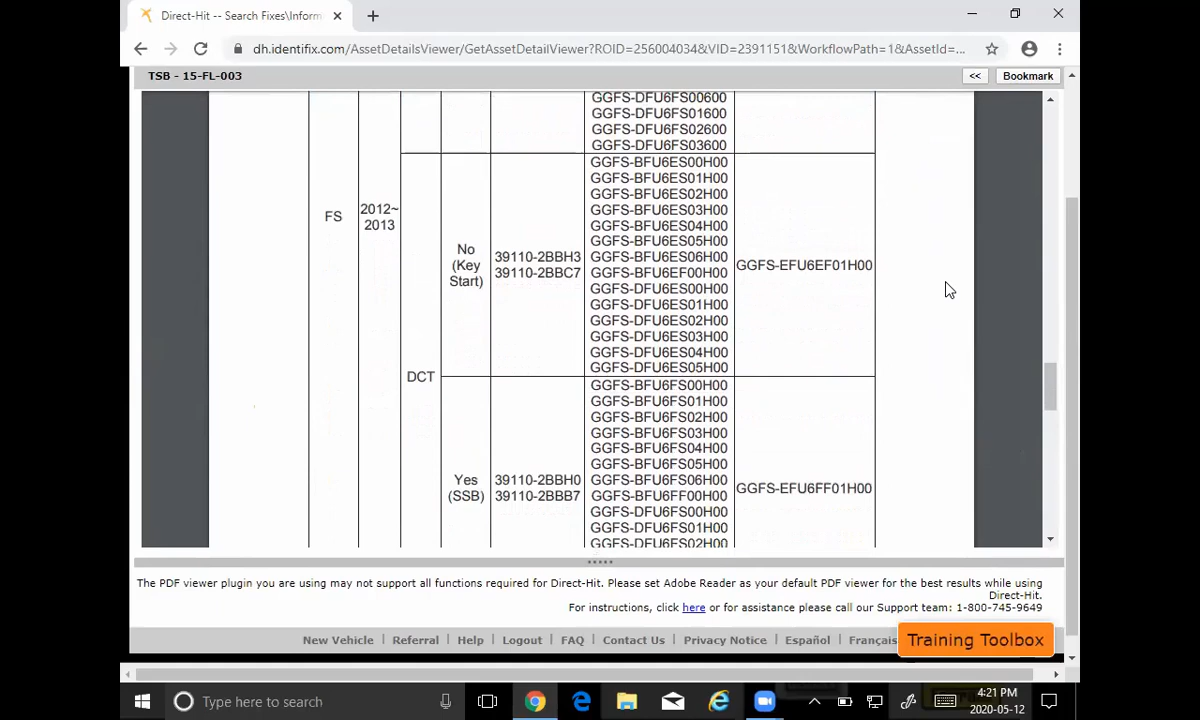 Direct-Hit -- Search Fixes\Inform
dh.identifix.com/AssetDetailsViewer/GetAssetDetailViewer?ROID=256004034&VID=2391151&WorkflowPath=1&AssetId=...
TSB - 15-FL-003
<<
Bookmark
GGFS-DFU6FS00600
GGFS-DFU6FS01600
GGFS-DFU6FS02600
GGFS-DFU6FS03600
FS
2012~
2013
DCT
No
(Key
Start)
39110-2BBH3
39110-2BBC7
GGFS-BFU6ES00H00
GGFS-BFU6ES01H00
GGFS-BFU6ES02H00
GGFS-BFU6ES03H00
GGFS-BFU6ES04H00
GGFS-BFU6ES05H00
GGFS-BFU6ES06H00
GGFS-BFU6EF00H00
GGFS-DFU6ES00H00
GGFS-DFU6ES01H00
GGFS-DFU6ES02H00
GGFS-DFU6ES03H00
GGFS-DFU6ES04H00
GGFS-DFU6ES05H00
GGFS-EFU6EF01H00
Yes
(SSB)
39110-2BBH0
39110-2BBB7
GGFS-BFU6FS00H00
GGFS-BFU6FS01H00
GGFS-BFU6FS02H00
GGFS-BFU6FS03H00
GGFS-BFU6FS04H00
GGFS-BFU6FS05H00
GGFS-BFU6FS06H00
GGFS-BFU6FF00H00
GGFS-DFU6FS00H00
GGFS-DFU6FS01H00
GGFS-DFU6FS02H00
GGFS-EFU6FF01H00
The PDF viewer plugin you are using may not support all functions required for Direct-Hit. Please set Adobe Reader as your default PDF viewer for the best results while using
Direct-Hit.
For instructions, click here or for assistance please call our Support team: 1-800-745-9649
New Vehicle | Referral | Help | Logout | FAQ | Contact Us | Privacy Notice | Español | Français
Training Toolbox
Type here to search
4:21 PM
2020-05-12